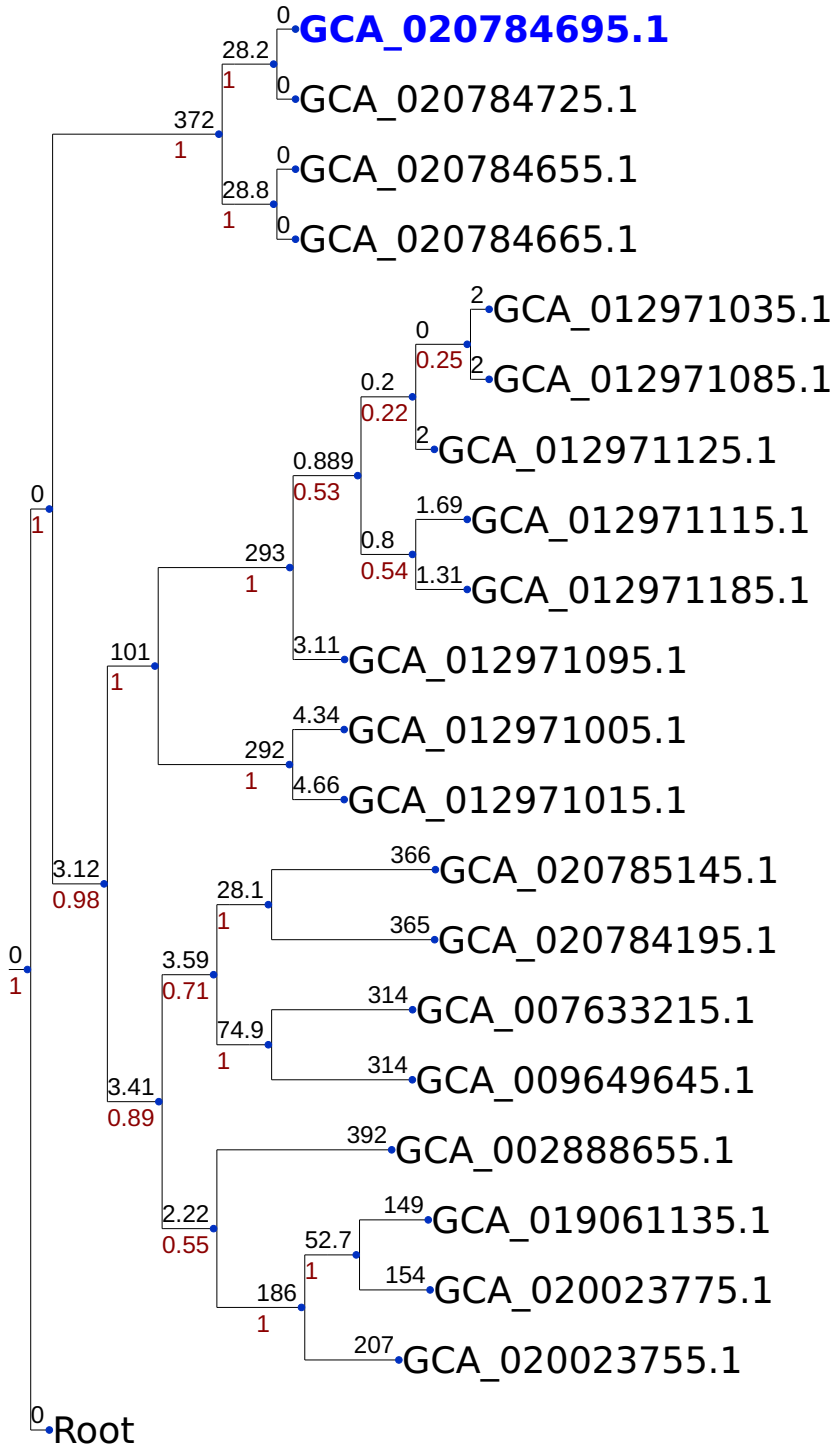 0
GCA_020784695.1
28.2
1
0
GCA_020784725.1
372
1
0
GCA_020784655.1
28.8
1
0
GCA_020784665.1
2
GCA_012971035.1
0
0.25
2
GCA_012971085.1
0.2
0.22
2
GCA_012971125.1
0.889
0.53
1.69
GCA_012971115.1
0.8
0.54
1.31
GCA_012971185.1
0
1
293
1
3.11
GCA_012971095.1
101
1
4.34
GCA_012971005.1
292
1
4.66
GCA_012971015.1
3.12
0.98
366
GCA_020785145.1
28.1
1
365
GCA_020784195.1
0
1
3.59
0.71
314
GCA_007633215.1
74.9
1
314
GCA_009649645.1
3.41
0.89
392
GCA_002888655.1
2.22
0.55
149
GCA_019061135.1
52.7
1
154
GCA_020023775.1
186
1
207
GCA_020023755.1
0
Root